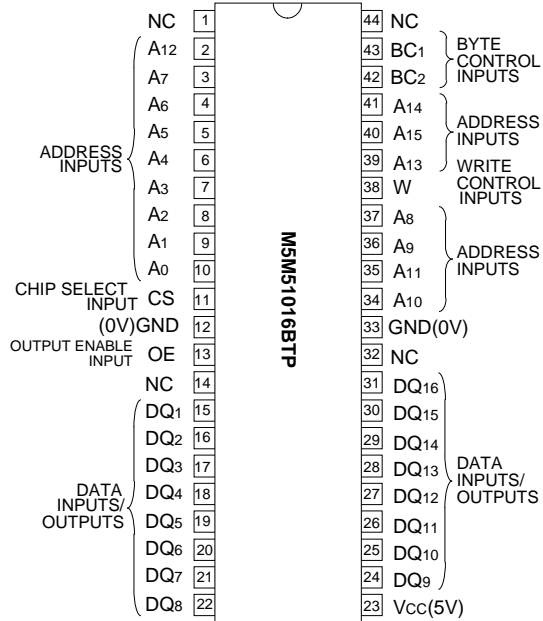 NC 1
A12 2
A7 3
A6 4
A5 5
A4 6
A3 7
A2 8
A1 9
A0 10
ADDRESS
INPUTS
CHIP SELECT
INPUT CS 11
(0V)GND 12
OUTPUT ENABLE
INPUT OE 13
NC 14
DQ1 15
DQ2 16
DQ3 17
DQ4 18
DQ5 19
DQ6 20
DQ7 21
DQ8 22
DATA
INPUTS/
OUTPUTS
M5M51016BTP
44 NC
43 BC1
42 BC2
BYTE
CONTROL
INPUTS
41 A14
40 A15
39 A13
ADDRESS
INPUTS
38 W
WRITE
CONTROL
INPUTS
37 A8
36 A9
35 A11
34 A10
ADDRESS
INPUTS
33 GND(0V)
32 NC
31 DQ16
30 DQ15
29 DQ14
28 DQ13
27 DQ12
26 DQ11
25 DQ10
24 DQ9
DATA
INPUTS/
OUTPUTS
23 VCC(5V)